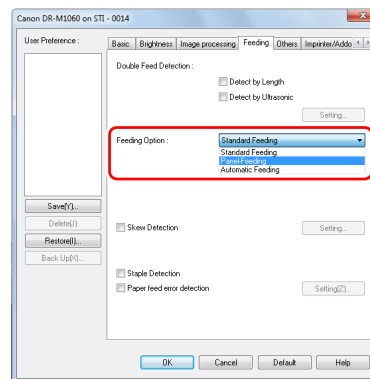 Canon DR-M1060 on STI - 0014
User Preference :
Basic Brightness Image processing Feeding Others Imprinter/Addo
Double Feed Detection :
Detect by Length
Detect by Ultrasonic
Setting...
Feeding Option :
Standard Feeding
Standard Feeding
Panel-Feeding
Automatic Feeding
Save(Y)...
Delete(J)
Restore(I)...
Back Up(X)...
Skew Detection
Setting...
Staple Detection
Paper feed error detection
Setting(Z)...
OK Cancel Default Help